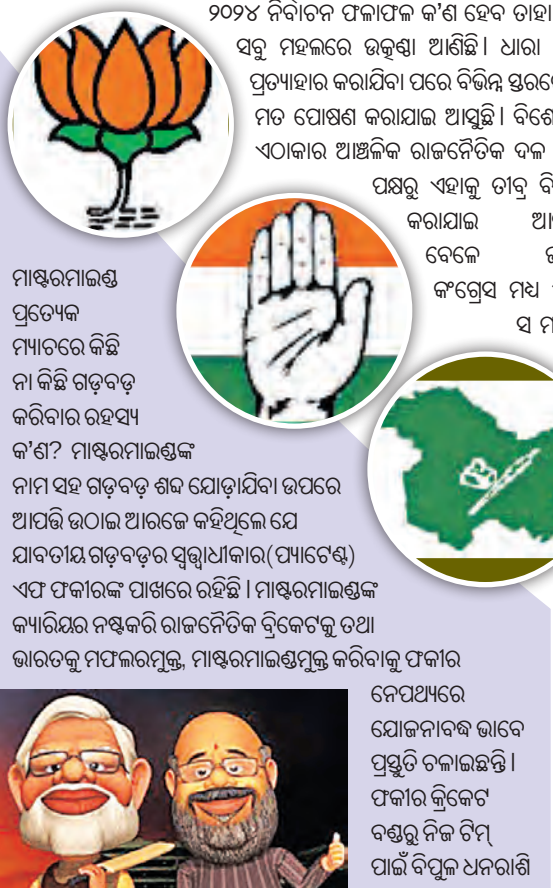 ୨୦୨୪ ନିର୍ବାଚନ ଫଳାଫଳ କ'ଣ ହେବ ତାହା
ସବୁ ମହଲରେ ଉତ୍କଣ୍ଠା ଆଣିଛି। ଧାରା
ପ୍ରତ୍ୟାହାର କରାଯିବା ପରେ ବିଭିନ୍ନ
ମତ ପୋଷଣ କରାଯାଇ ଆସୁଛି।
ଏଠାକାର ଆଞ୍ଚଳିକ ରାଜନୈତିକ ଦଳ
ପକ୍ଷରୁ ଏହାକୁ ତୀବ୍ର
କରାଯାଇ
ବେଳେ
କଂଗ୍ରେସ ମଧ୍ୟ
ମାଷ୍ଟରମାଇଣ୍ଡ
ପ୍ରତ୍ୟେକ
ମ୍ୟାଚରେ କିଛି
ନା କିଛି ଗଡ଼ବଡ଼
କରିବାର ରହସ୍ୟ
କ'ଣ? ମାଷ୍ଟରମାଇଣ୍ଡଙ୍କ
ନାମ ସହ ଗଡ଼ବଡ଼ ଶବ୍ଦ ଯୋଡ଼ାଯିବା ଉପରେ
ଆପତ୍ତି ଉଠାଇ ଆରଜେ କହିଥିଲେ ଯେ
ଯାବତୀୟ ଗଡ଼ବଡ଼ର ସ୍ୱତ୍ତ୍ୱାଧୀକାର(ପ୍ୟାଟେଣ୍ଟ)
ଏଫ ଫକୀରଙ୍କ ପାଖରେ ରହିଛି। ମାଷ୍ଟରମାଇଣ୍ଡଙ୍କ
କ୍ୟାରିୟର ନଷ୍ଟକରି ରାଜନୈତିକ ବ୍ରିକେଟକୁ ତଥା
ଭାରତକୁ ମଫଲରମୁକ୍ତ, ମାଷ୍ଟରମାଇଣ୍ଡମୁକ୍ତ କରିବାକୁ ଫକୀର
ନେପଥ୍ୟରେ
ଯୋଜନାବଦ୍ଧ ଭାବେ
ପ୍ରସ୍ତୁତି ଚଳାଇଛନ୍ତି।
ଫକୀର କ୍ରିକେଟ
ବଣ୍ଡରୁ ନିଜ ଟିମ୍
ପାଇଁ ବିପୁଳ ଧନରାଶି